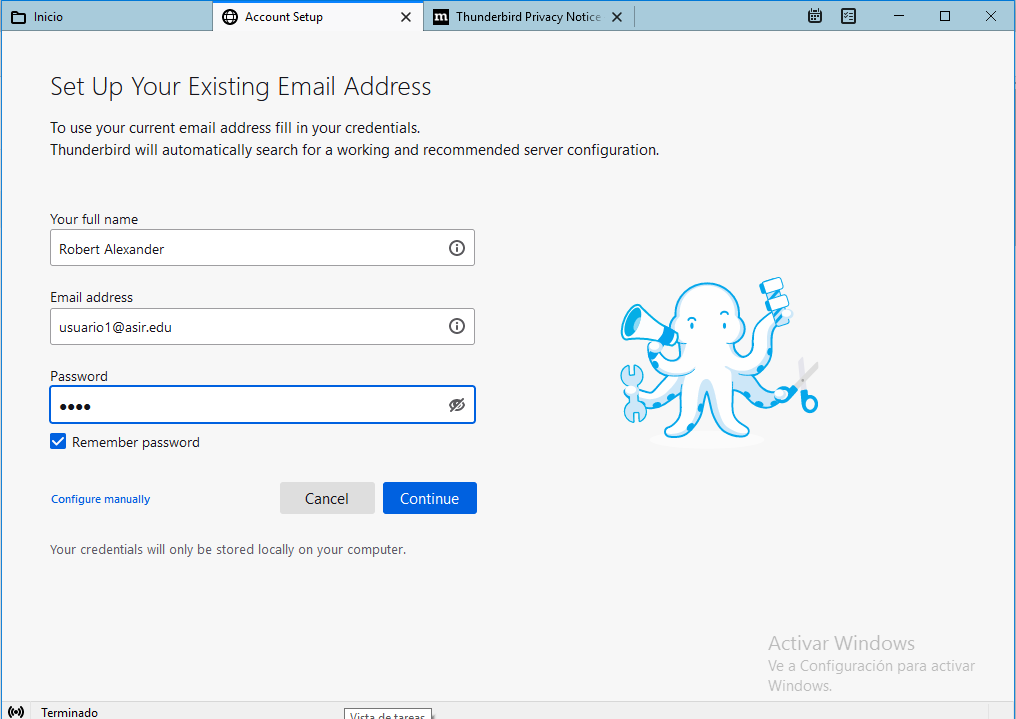 Inicio
Account Setup
m Thunderbird Privacy Notice
Set Up Your Existing Email Address
To use your current email address fill in your credentials.
Thunderbird will automatically search for a working and recommended server configuration.
Your full name
Robert Alexander
Email address
usuario1@asir.edu
Password
••••
Remember password
Configure manually
Cancel
Continue
Your credentials will only be stored locally on your computer.
Activar Windows
Ve a Configuración para activar
Windows.
Terminado
Vista de tareas